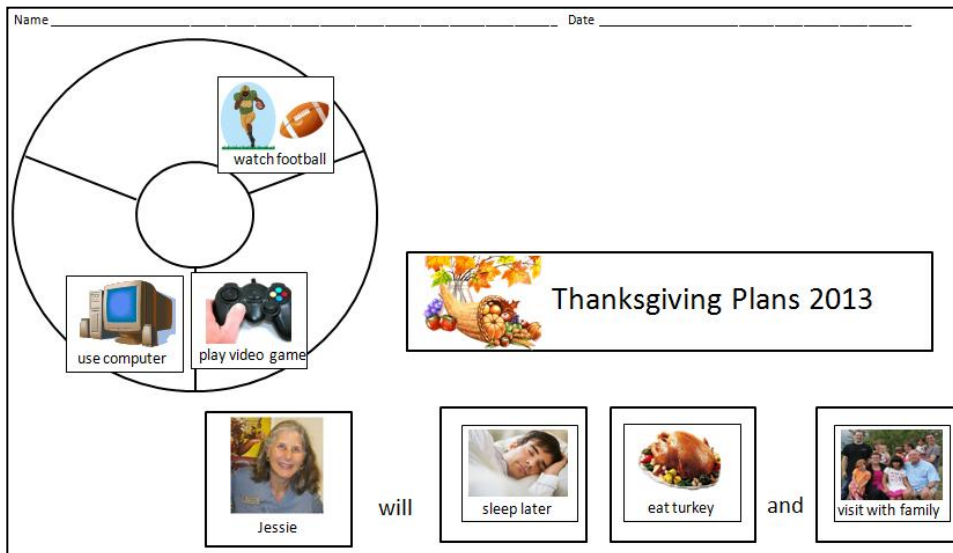 Name Date
watch football
use computer
play video game
Thanksgiving Plans 2013
Jessie
will
sleep later
eat turkey
and
visit with family